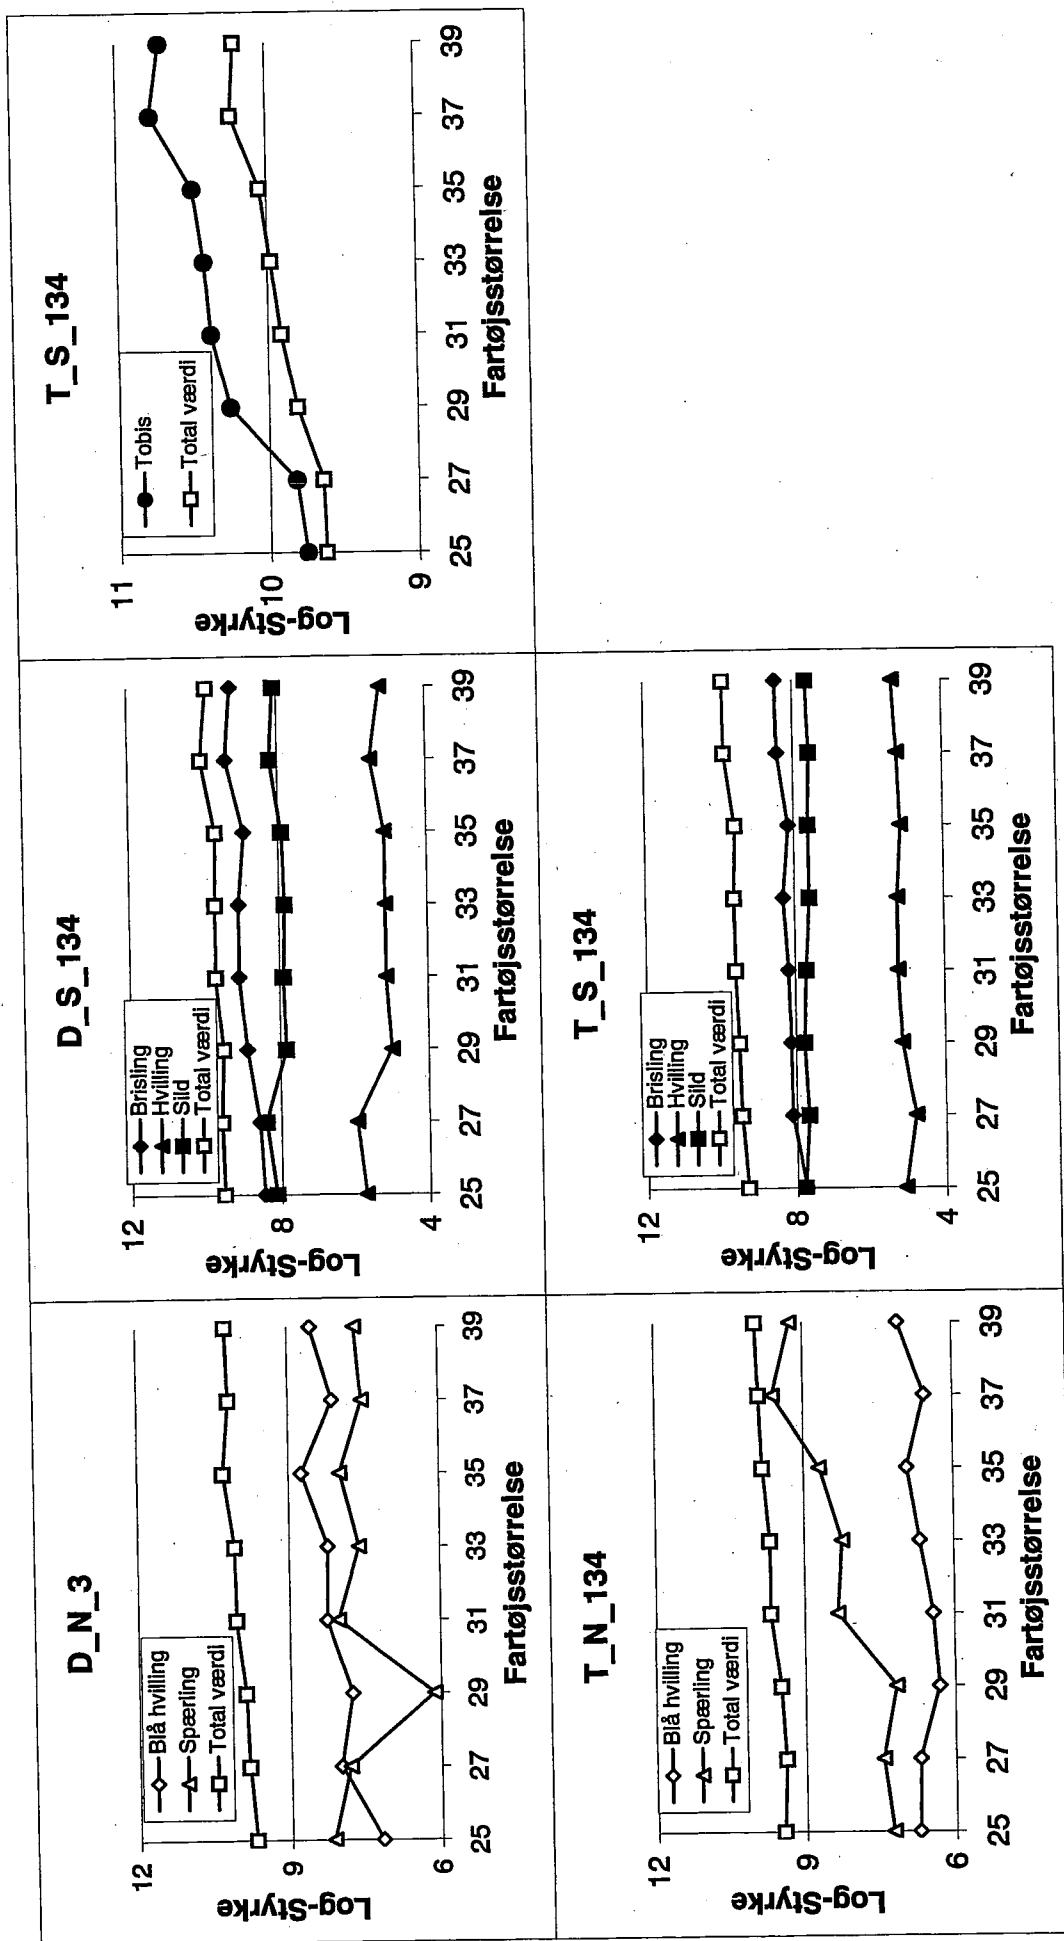 D_N_3
Blå hvilling
Spærling
Total værdi
Log-Styrke
12
9
6
25 27 29 31 33 35 37 39
Fartøjsstørrelse
D_S_134
Brisling
Hvilling
Sild
Total værdi
Log-Styrke
12
8
4
25 27 29 31 33 35 37 39
Fartøjsstørrelse
T_S_134
Tobis
Total værdi
Log-Styrke
11
10
9
25 27 29 31 33 35 37 39
Fartøjsstørrelse
T_N_134
Blå hvilling
Spærling
Total værdi
Log-Styrke
12
9
6
25 27 29 31 33 35 37 39
Fartøjsstørrelse
T_S_134
Brisling
Hvilling
Sild
Total værdi
Log-Styrke
12
8
4
25 27 29 31 33 35 37 39
Fartøjsstørrelse